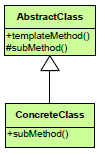 AbstractClass
+templateMethod()
#subMethod()
ConcreteClass
+subMethod()